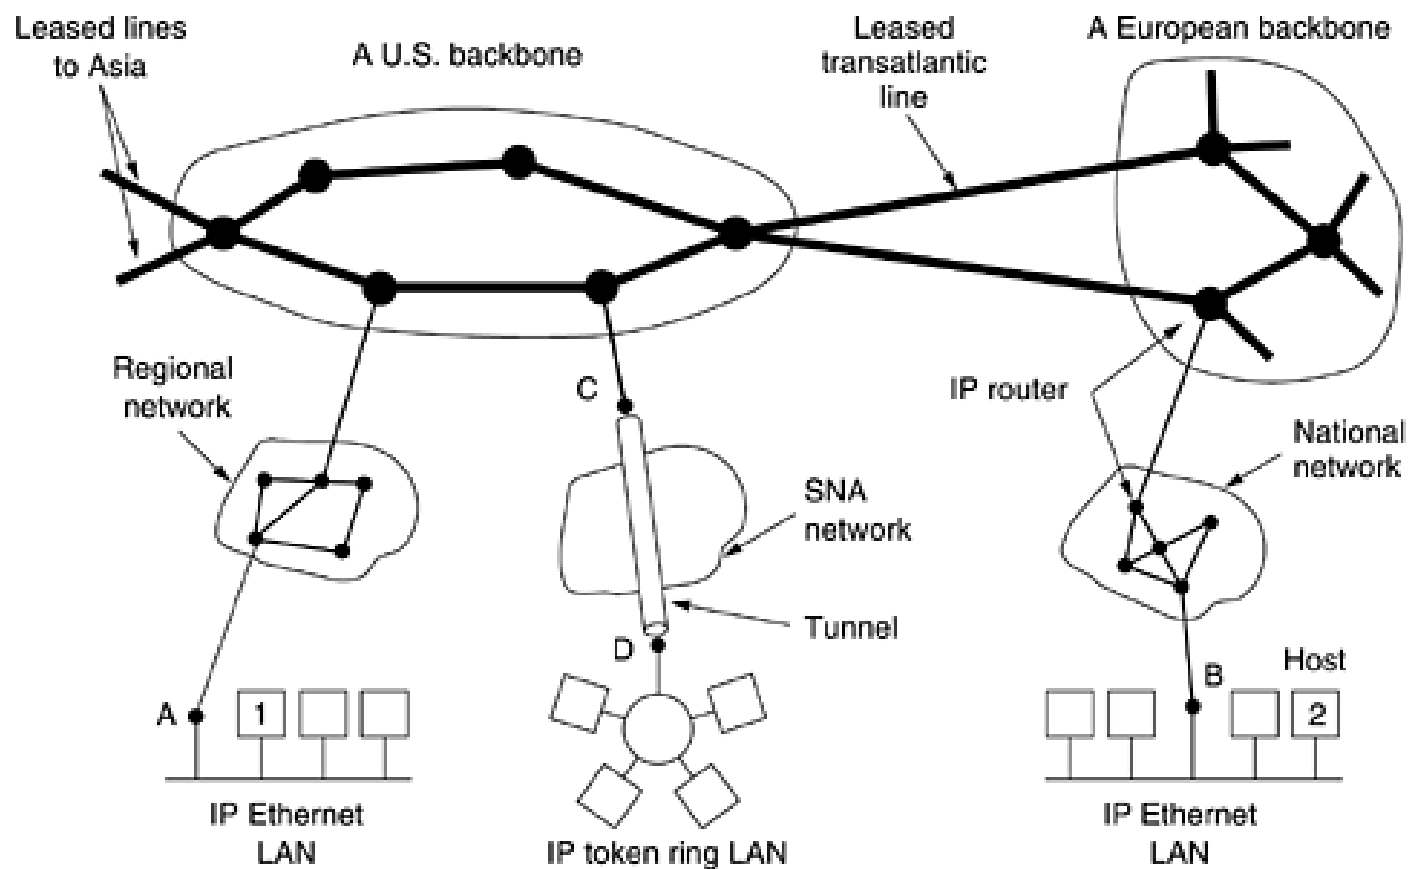 Leased lines
to Asia
A U.S. backbone
Leased
transatlantic
line
A European backbone
Regional
network
C
IP router
National
network
SNA
network
Tunnel
D
A
1
B
Host
2
IP Ethernet
LAN
IP token ring LAN
IP Ethernet
LAN